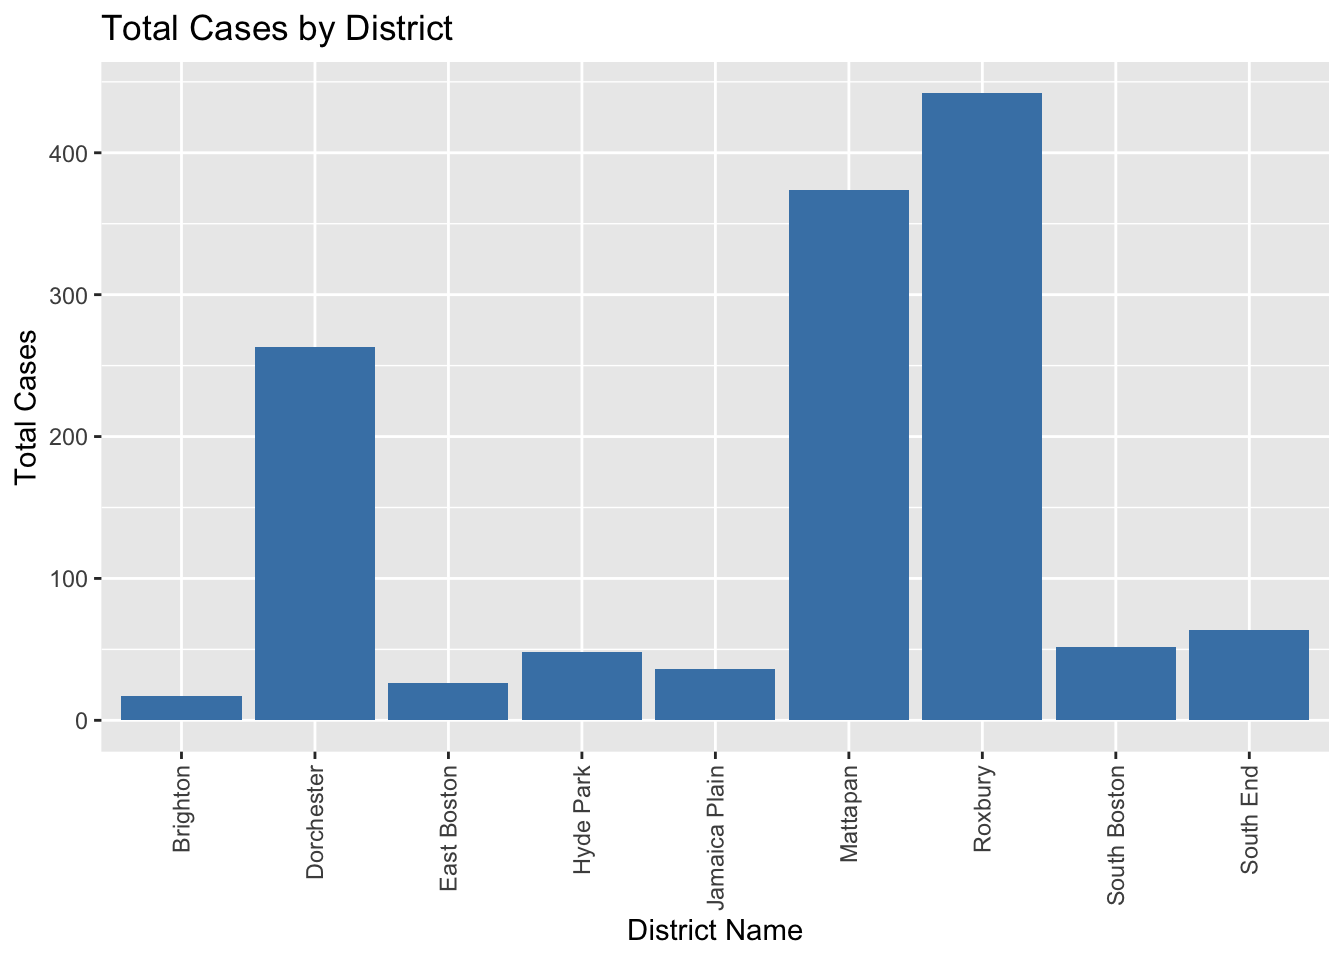 Total Cases by District
Total Cases
400
300
200
100
0
Brighton
Dorchester
East Boston
Hyde Park
Jamaica Plain
Mattapan
Roxbury
South Boston
South End
District Name